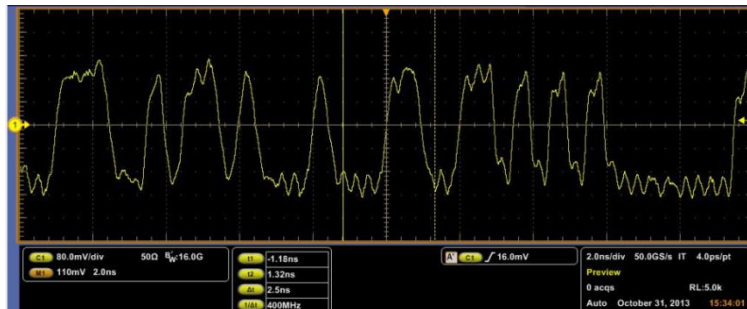 1
C1 80.0mV/div 50Ω BW:16.0G
M1 110mV 2.0ns
t1 -1.18ns
t2 1.32ns
Δt 2.5ns
1/Δt 400MHz
A' C1 ∫ 16.0mV
2.0ns/div 50.0GS/s IT 4.0ps/pt
Preview
0 acqs RL:5.0k
Auto October 31, 2013 15:34:01